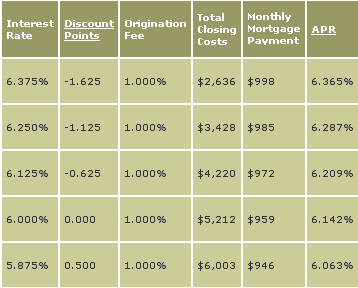 Interest Rate Discount Points Origination Fee Total Closing Costs Monthly Mortgage Payment APR
6.375% -1.625 1.000% $2,636 $998 6.365%
6.250% -1.125 1.000% $3,428 $985 6.287%
6.125% -0.625 1.000% $4,220 $972 6.209%
6.000% 0.000 1.000% $5,212 $959 6.142%
5.875% 0.500 1.000% $6,003 $946 6.063%